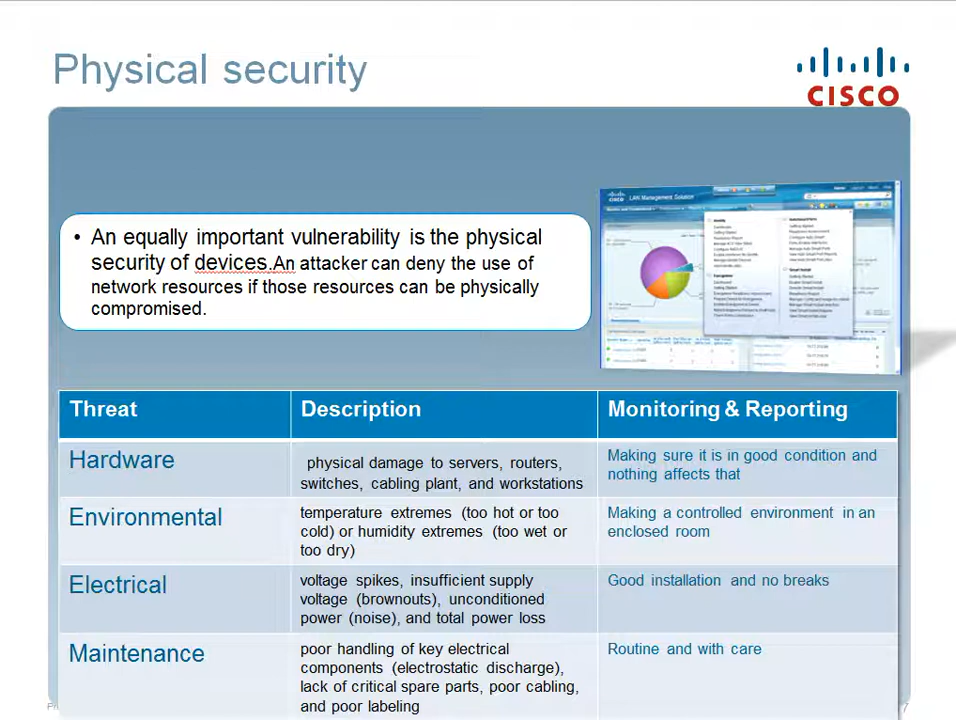 Physical security
CISCO
• An equally important vulnerability is the physical
security of devices.An attacker can deny the use of
network resources if those resources can be physically
compromised.
CISCO LAN Management Solution
Threat
Description
Monitoring & Reporting
Hardware
physical damage to servers, routers,
switches, cabling plant, and workstations
Making sure it is in good condition and
nothing affects that
Environmental
temperature extremes (too hot or too
cold) or humidity extremes (too wet or
too dry)
Making a controlled environment in an
enclosed room
Electrical
voltage spikes, insufficient supply
voltage (brownouts), unconditioned
power (noise), and total power loss
Good installation and no breaks
Maintenance
poor handling of key electrical
components (electrostatic discharge),
lack of critical spare parts, poor cabling,
and poor labeling
Routine and with care
7